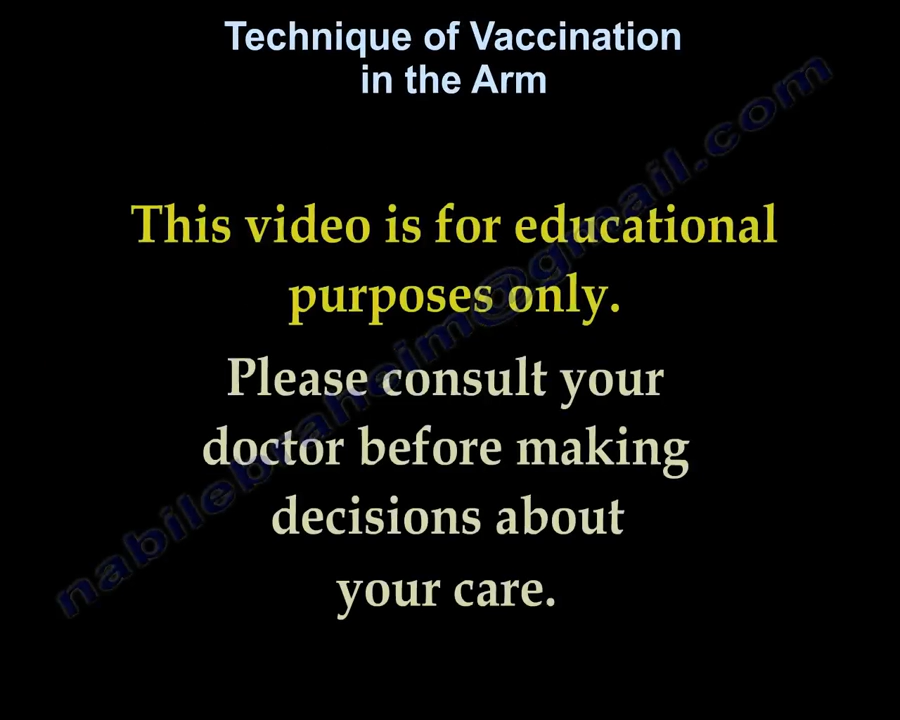 Technique of Vaccination
in the Arm
This video is for educational
purposes only.
Please consult your
doctor before making
decisions about
your care.
nabilebraheim@gmail.com